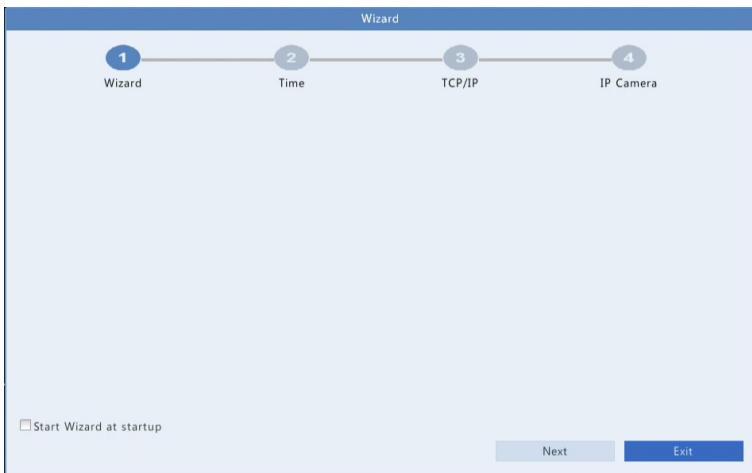 Wizard
1 2 3 4
Wizard Time TCP/IP IP Camera
Start Wizard at startup
Next Exit